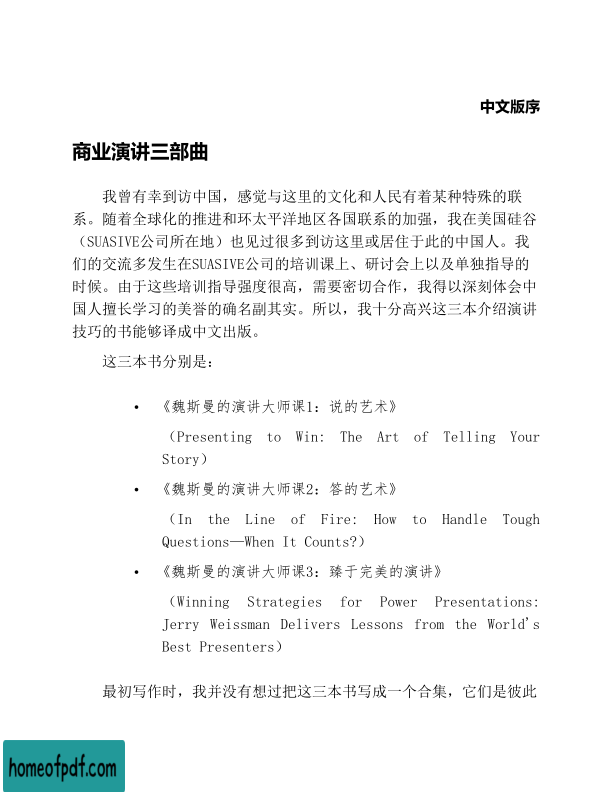 中文版序
商业演讲三部曲
我曾有幸到访中国，感觉与这里的文化和人民有着某种特殊的联
系。随着全球化的推进和环太平洋地区各国联系的加强，我在美国硅谷
（SUASIVE公司所在地）也见过很多到访这里或居住于此的中国人。我
们的交流多发生在SUASIVE公司的培训课上、研讨会上以及单独指导的
时候。由于这些培训指导强度很高，需要密切合作，我得以深刻体会中
国人擅长学习的美誉的确名副其实。所以，我十分高兴这三本介绍演讲
技巧的书能够译成中文出版。
这三本书分别是：
• 《魏斯曼的演讲大师课1：说的艺术》
（Presenting to Win: The Art of Telling Your
Story）
• 《魏斯曼的演讲大师课2：答的艺术》
（In the Line of Fire: How to Handle Tough
Questions—When It Counts?）
• 《魏斯曼的演讲大师课3：臻于完美的演讲》
（Winning Strategies for Power Presentations:
Jerry Weissman Delivers Lessons from the World's
Best Presenters）
最初写作时，我并没有想过把这三本书写成一个合集，它们是彼此
homeofpdf.com